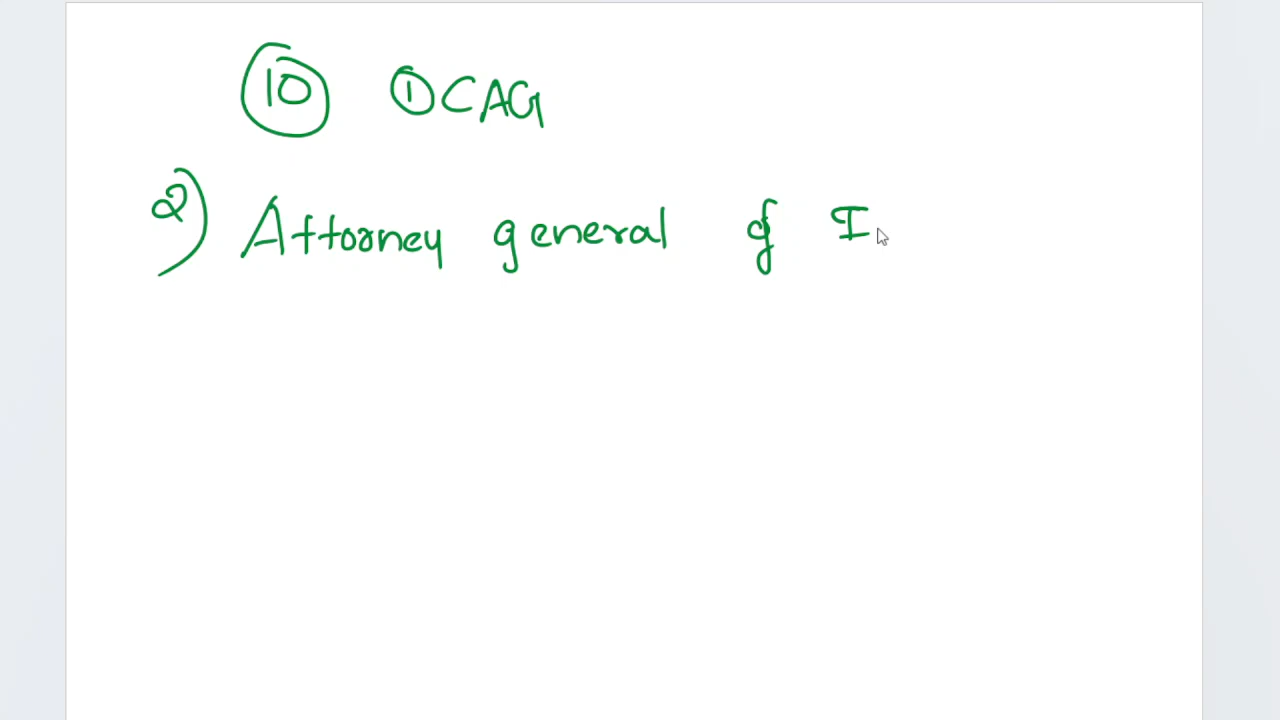 10 ① CAG
2) Attorney general of I